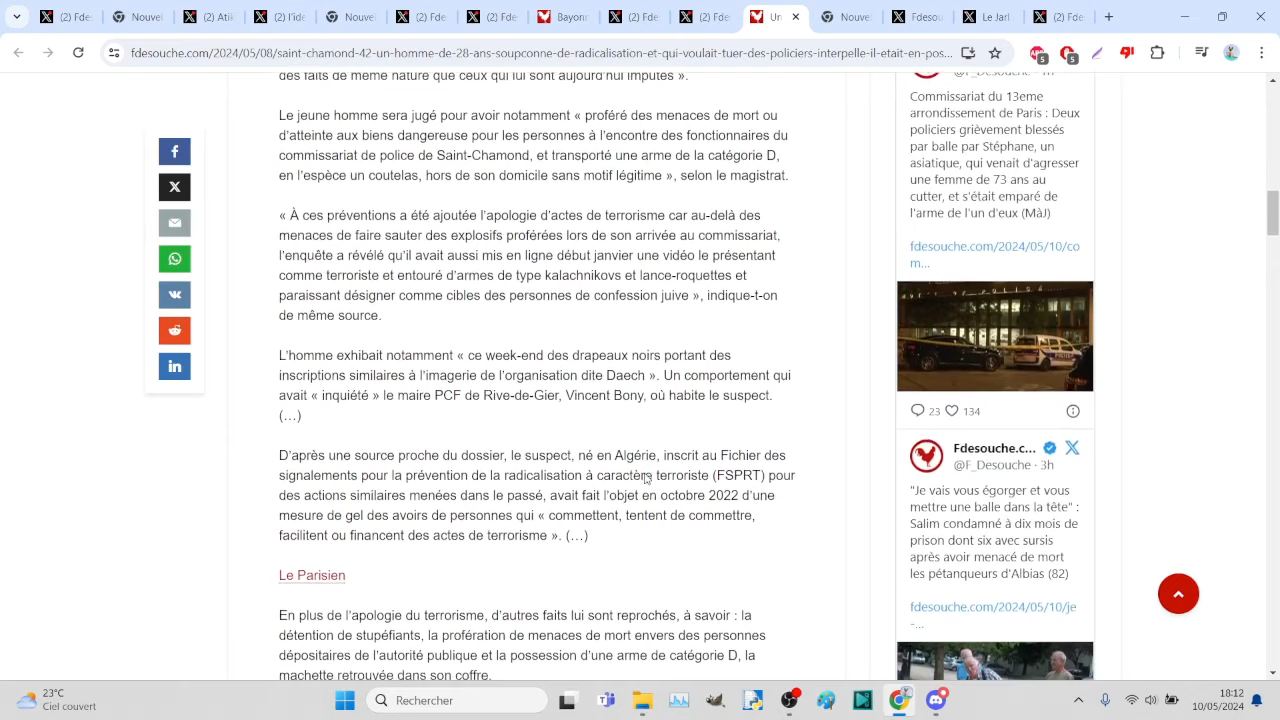 Fde
Fde
Fde
Un
Fde
Fde
Un
Nouve
Fde
Fde
Fde
fdesouche.com/2024/05/08/saint-chamond-42-un-homme-de-28-ans-soupconne-de-radicalisation-et-qui-voulait-tuer-des-policiers-interpelle-il-etait-en-pos...
5
5
des faits de même nature que ceux qui lui sont aujourd'hui imputés ».
sera jugé pour avoir notamment « proféré des menaces de mort ou
d'atteinte aux biens dangereuse pour les personnes à l'encontre des fonctionnaires du
commissariat de police de Saint-Chamond, et transporté une arme de la catégorie D,
l'espèce un coutelas, hors de son domicile sans motif légitime », selon le magistrat.
« À ces préventions a été ajoutée l'apologie d'actes de terrorisme car au-delà des
menaces de faire sauter des explosifs proférées lors de son arrivée au commissariat,
l'enquête qu'il avait aussi mis en ligne début janvier une vidéo le présentant
comme terroriste et entouré d'armes de type kalachnikovs et lance-roquettes et
paraissant désigner comme cibles des personnes de confession juive », indique-t-on
de même source.
L'homme exhibait notamment « ce week-end des drapeaux noirs portant des
inscriptions similaires à l'imagerie de l'organisation dite Daech ». Un comportement qui
avait « inquiété » le maire PCF de Rive-de-Gier, Vincent Bony, où habite le suspect.
(…)
D'après une source proche du dossier, le suspect, né en Algérie, inscrit au Fichier des
signalements pour la prévention de la radicalisation à caractère terroriste (FSPRT) pour
des actions similaires menées dans le passé, avait fait l'objet en octobre 2022 d'une
mesure de gel des avoirs de personnes qui « commettent, tentent de commettre,
facilitent ou financent des actes de terrorisme ». (…)
Le Parisien
En plus de l'apologie du terrorisme, d'autres faits lui sont reprochés, à savoir : la
détention de stupéfiants, la profération de menaces de mort envers des personnes
dépositaires de l'autorité publique et la possession d'une arme de catégorie D, la
machette retrouvée dans son coffre.
@F_Desouche · 1h
Commissariat du 13eme
arrondissement de Paris : Deux
policiers grièvement blessés
par balle par Stéphane, un
asiatique, qui venait d'agresser
une femme de 73 ans au
cutter, et s'était emparé de
l'arme de l'un d'eux (MàJ)
fdesouche.com/2024/05/10/co
m...
23 134
Fdesouche.c...
@F_Desouche · 3h
"Je vais vous égorger et vous
mettre une balle dans la tête" :
Salim condamné à dix mois de
prison dont six avec sursis
après avoir menacé de mort
les pétanqueurs d'Albias (82)
fdesouche.com/2024/05/10/je
-...
23°C
Ciel couvert
Rechercher
18:12
10/05/2024